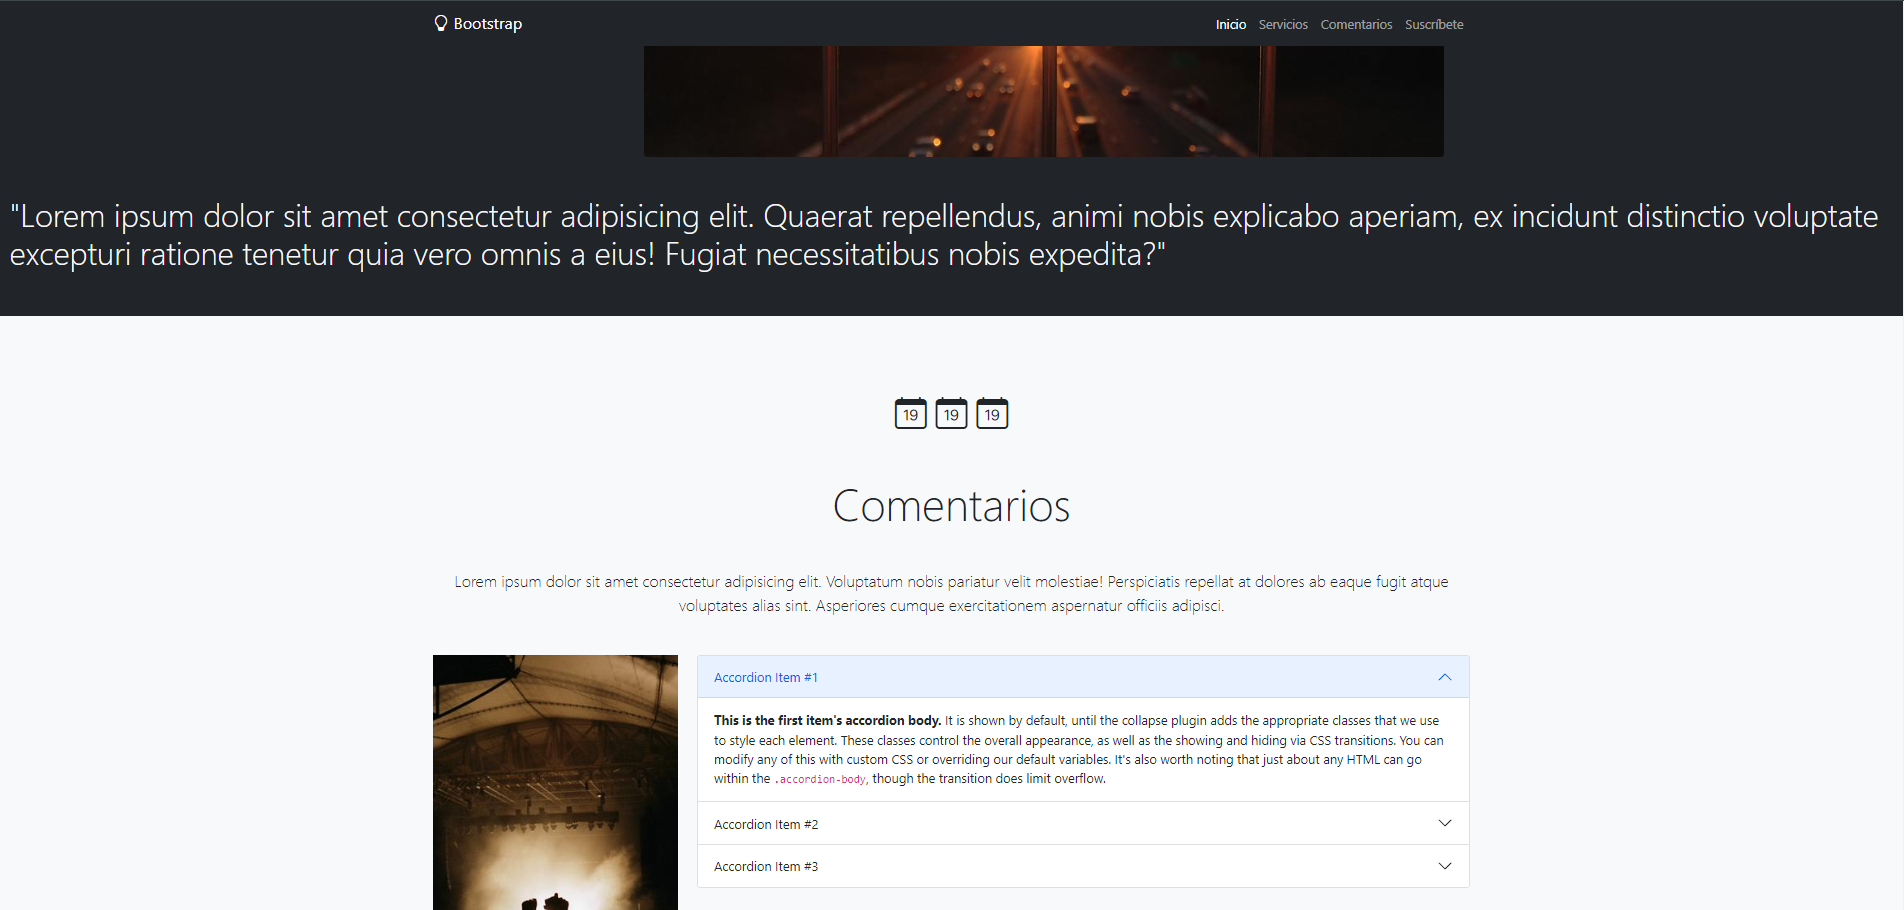 Bootstrap
Inicio Servicios Comentarios Suscríbete
"Lorem ipsum dolor sit amet consectetur adipisicing elit. Quaerat repellendus, animi nobis explicabo aperiam, ex incidunt distinctio voluptate
excepturi ratione tenetur quia vero omnis a eius! Fugiat necessitatibus nobis expedita?"
19 19 19
Comentarios
Lorem ipsum dolor sit amet consectetur adipisicing elit. Voluptatum nobis pariatur velit molestiae! Perspiciatis repellat at dolores ab eaque fugit atque
voluptates alias sint. Asperiores cumque exercitationem aspernatur officiis adipisci.
Accordion Item #1
This is the first item's accordion body. It is shown by default, until the collapse plugin adds the appropriate classes that we use
to style each element. These classes control the overall appearance, as well as the showing and hiding via CSS transitions. You can
modify any of this with custom CSS or overriding our default variables. It's also worth noting that just about any HTML can go
within the .accordion-body, though the transition does limit overflow.
Accordion Item #2
Accordion Item #3